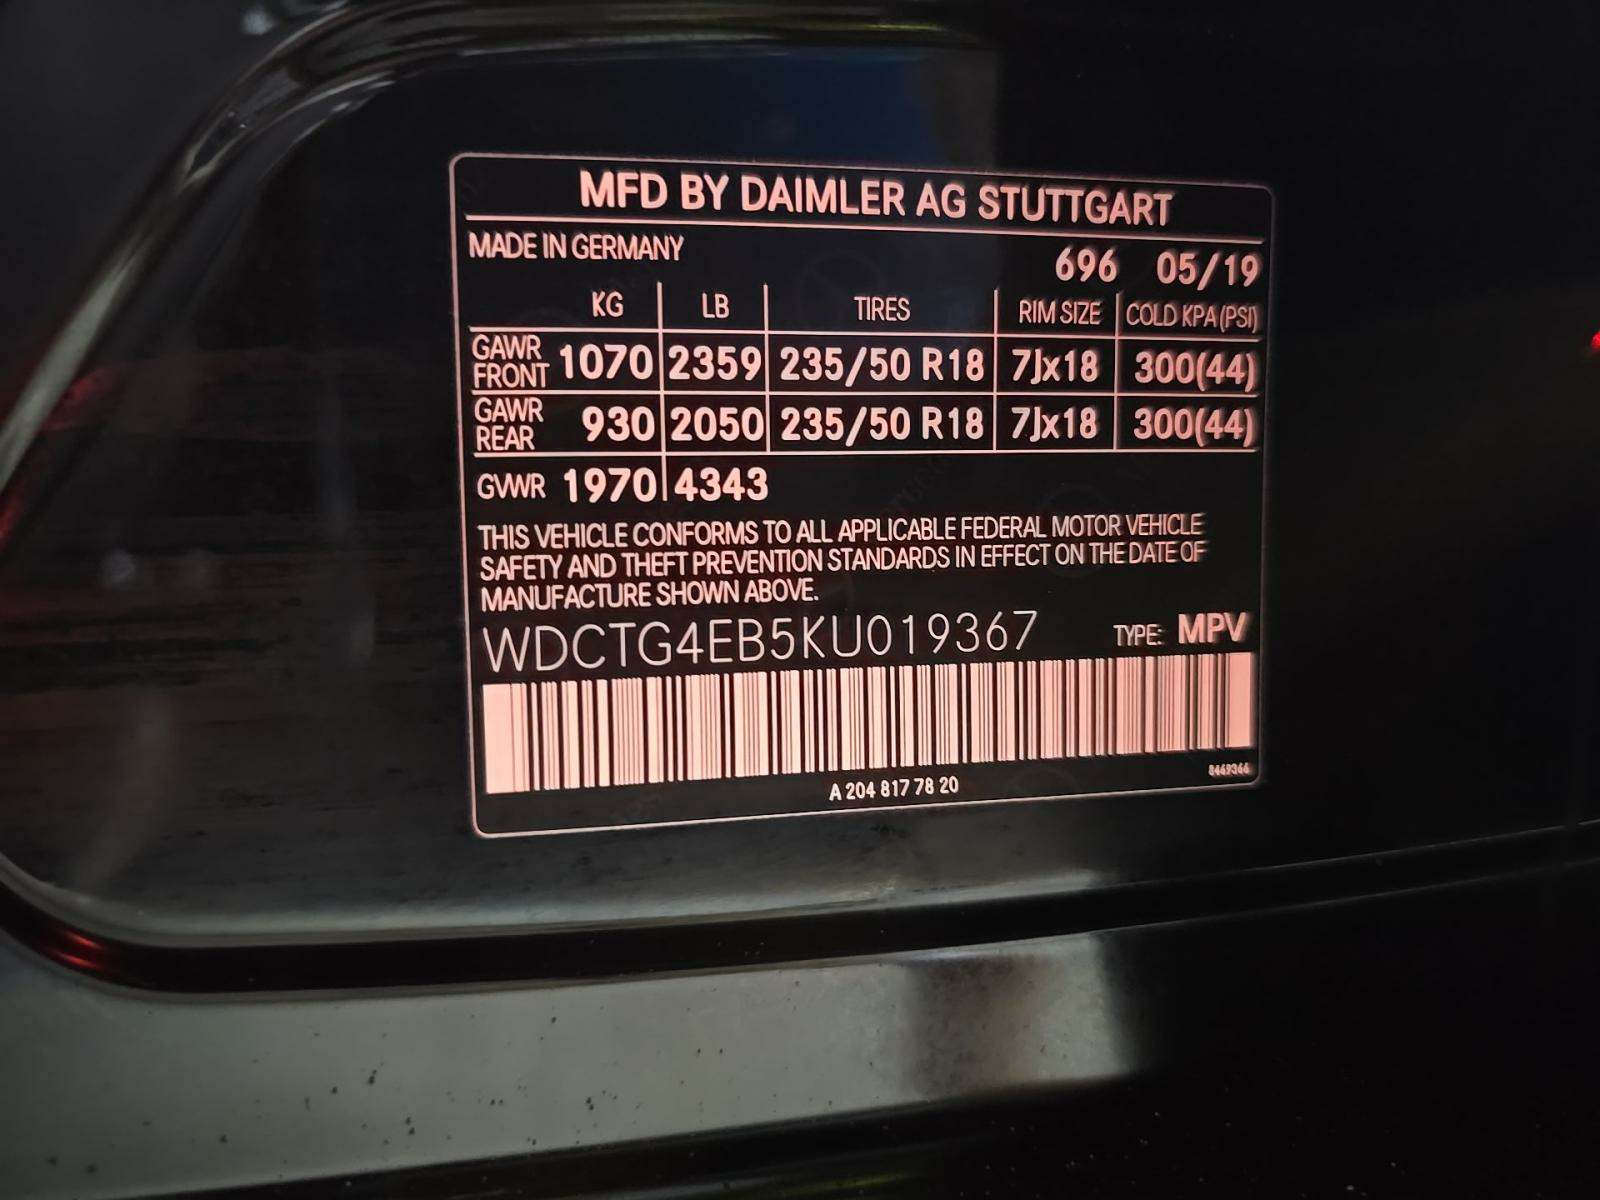 MFD BY DAIMLER AG STUTTGART
MADE IN GERMANY 696 05/19
KG LB TIRES RIM SIZE COLD KPA(PSI)
GAWR FRONT 1070 2359 235/50 R18 7Jx18 300(44)
GAWR REAR 930 2050 235/50 R18 7Jx18 300(44)
GVWR 1970 4343
THIS VEHICLE CONFORMS TO ALL APPLICABLE FEDERAL MOTOR VEHICLE
SAFETY AND THEFT PREVENTION STANDARDS IN EFFECT ON THE DATE OF
MANUFACTURE SHOWN ABOVE.
WDCTG4EB5KU019367 TYPE: MPV
8469366
A 204 817 78 20